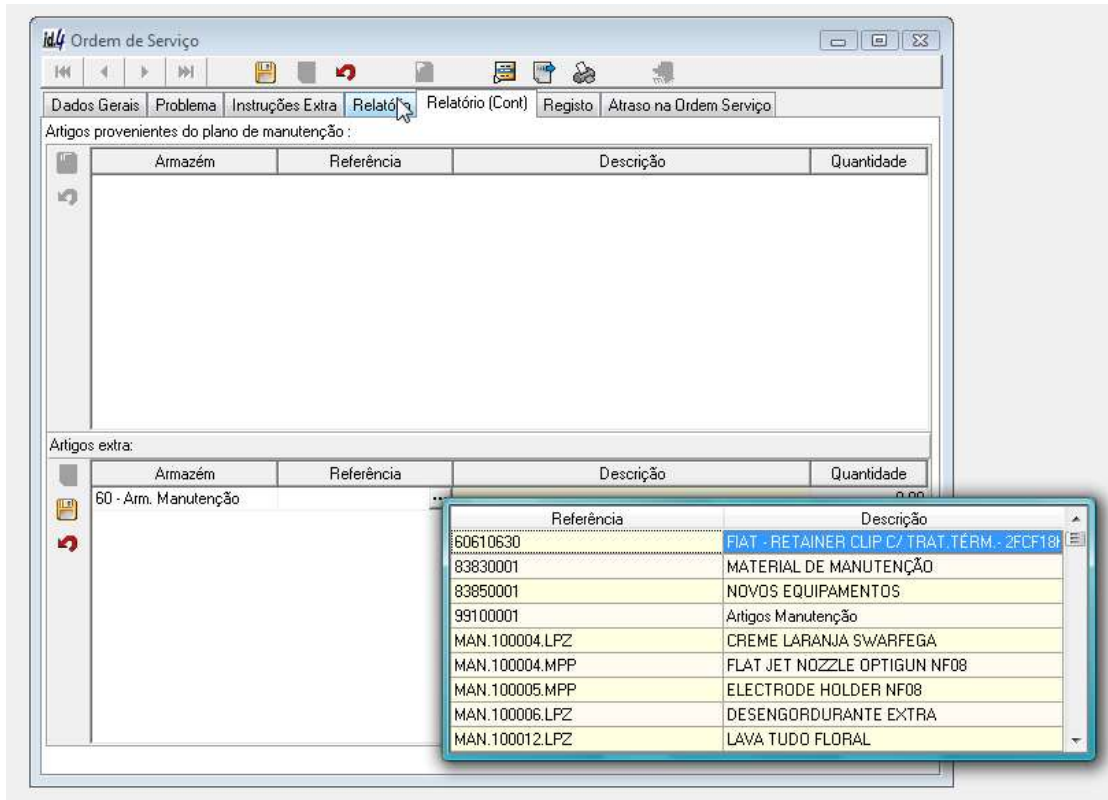 id4 Ordem de Serviço
Dados Gerais Problema Instruções Extra Relatório Relatório (Cont) Registo Atraso na Ordem Serviço
Artigos provenientes do plano de manutenção :
Armazém Referência Descrição Quantidade
Artigos extra:
Armazém Referência Descrição Quantidade
60 - Arm. Manutenção ...
Referência Descrição
60610630 FIAT - RETAINER CLIP C/ TRAT.TÉRM.- 2FCF18
83830001 MATERIAL DE MANUTENÇÃO
83850001 NOVOS EQUIPAMENTOS
99100001 Artigos Manutenção
MAN.100004.LPZ CREME LARANJA SWARFEGA
MAN.100004.MPP FLAT JET NOZZLE OPTIGUN NF08
MAN.100005.MPP ELECTRODE HOLDER NF08
MAN.100006.LPZ DESENGORDURANTE EXTRA
MAN.100012.LPZ LAVA TUDO FLORAL